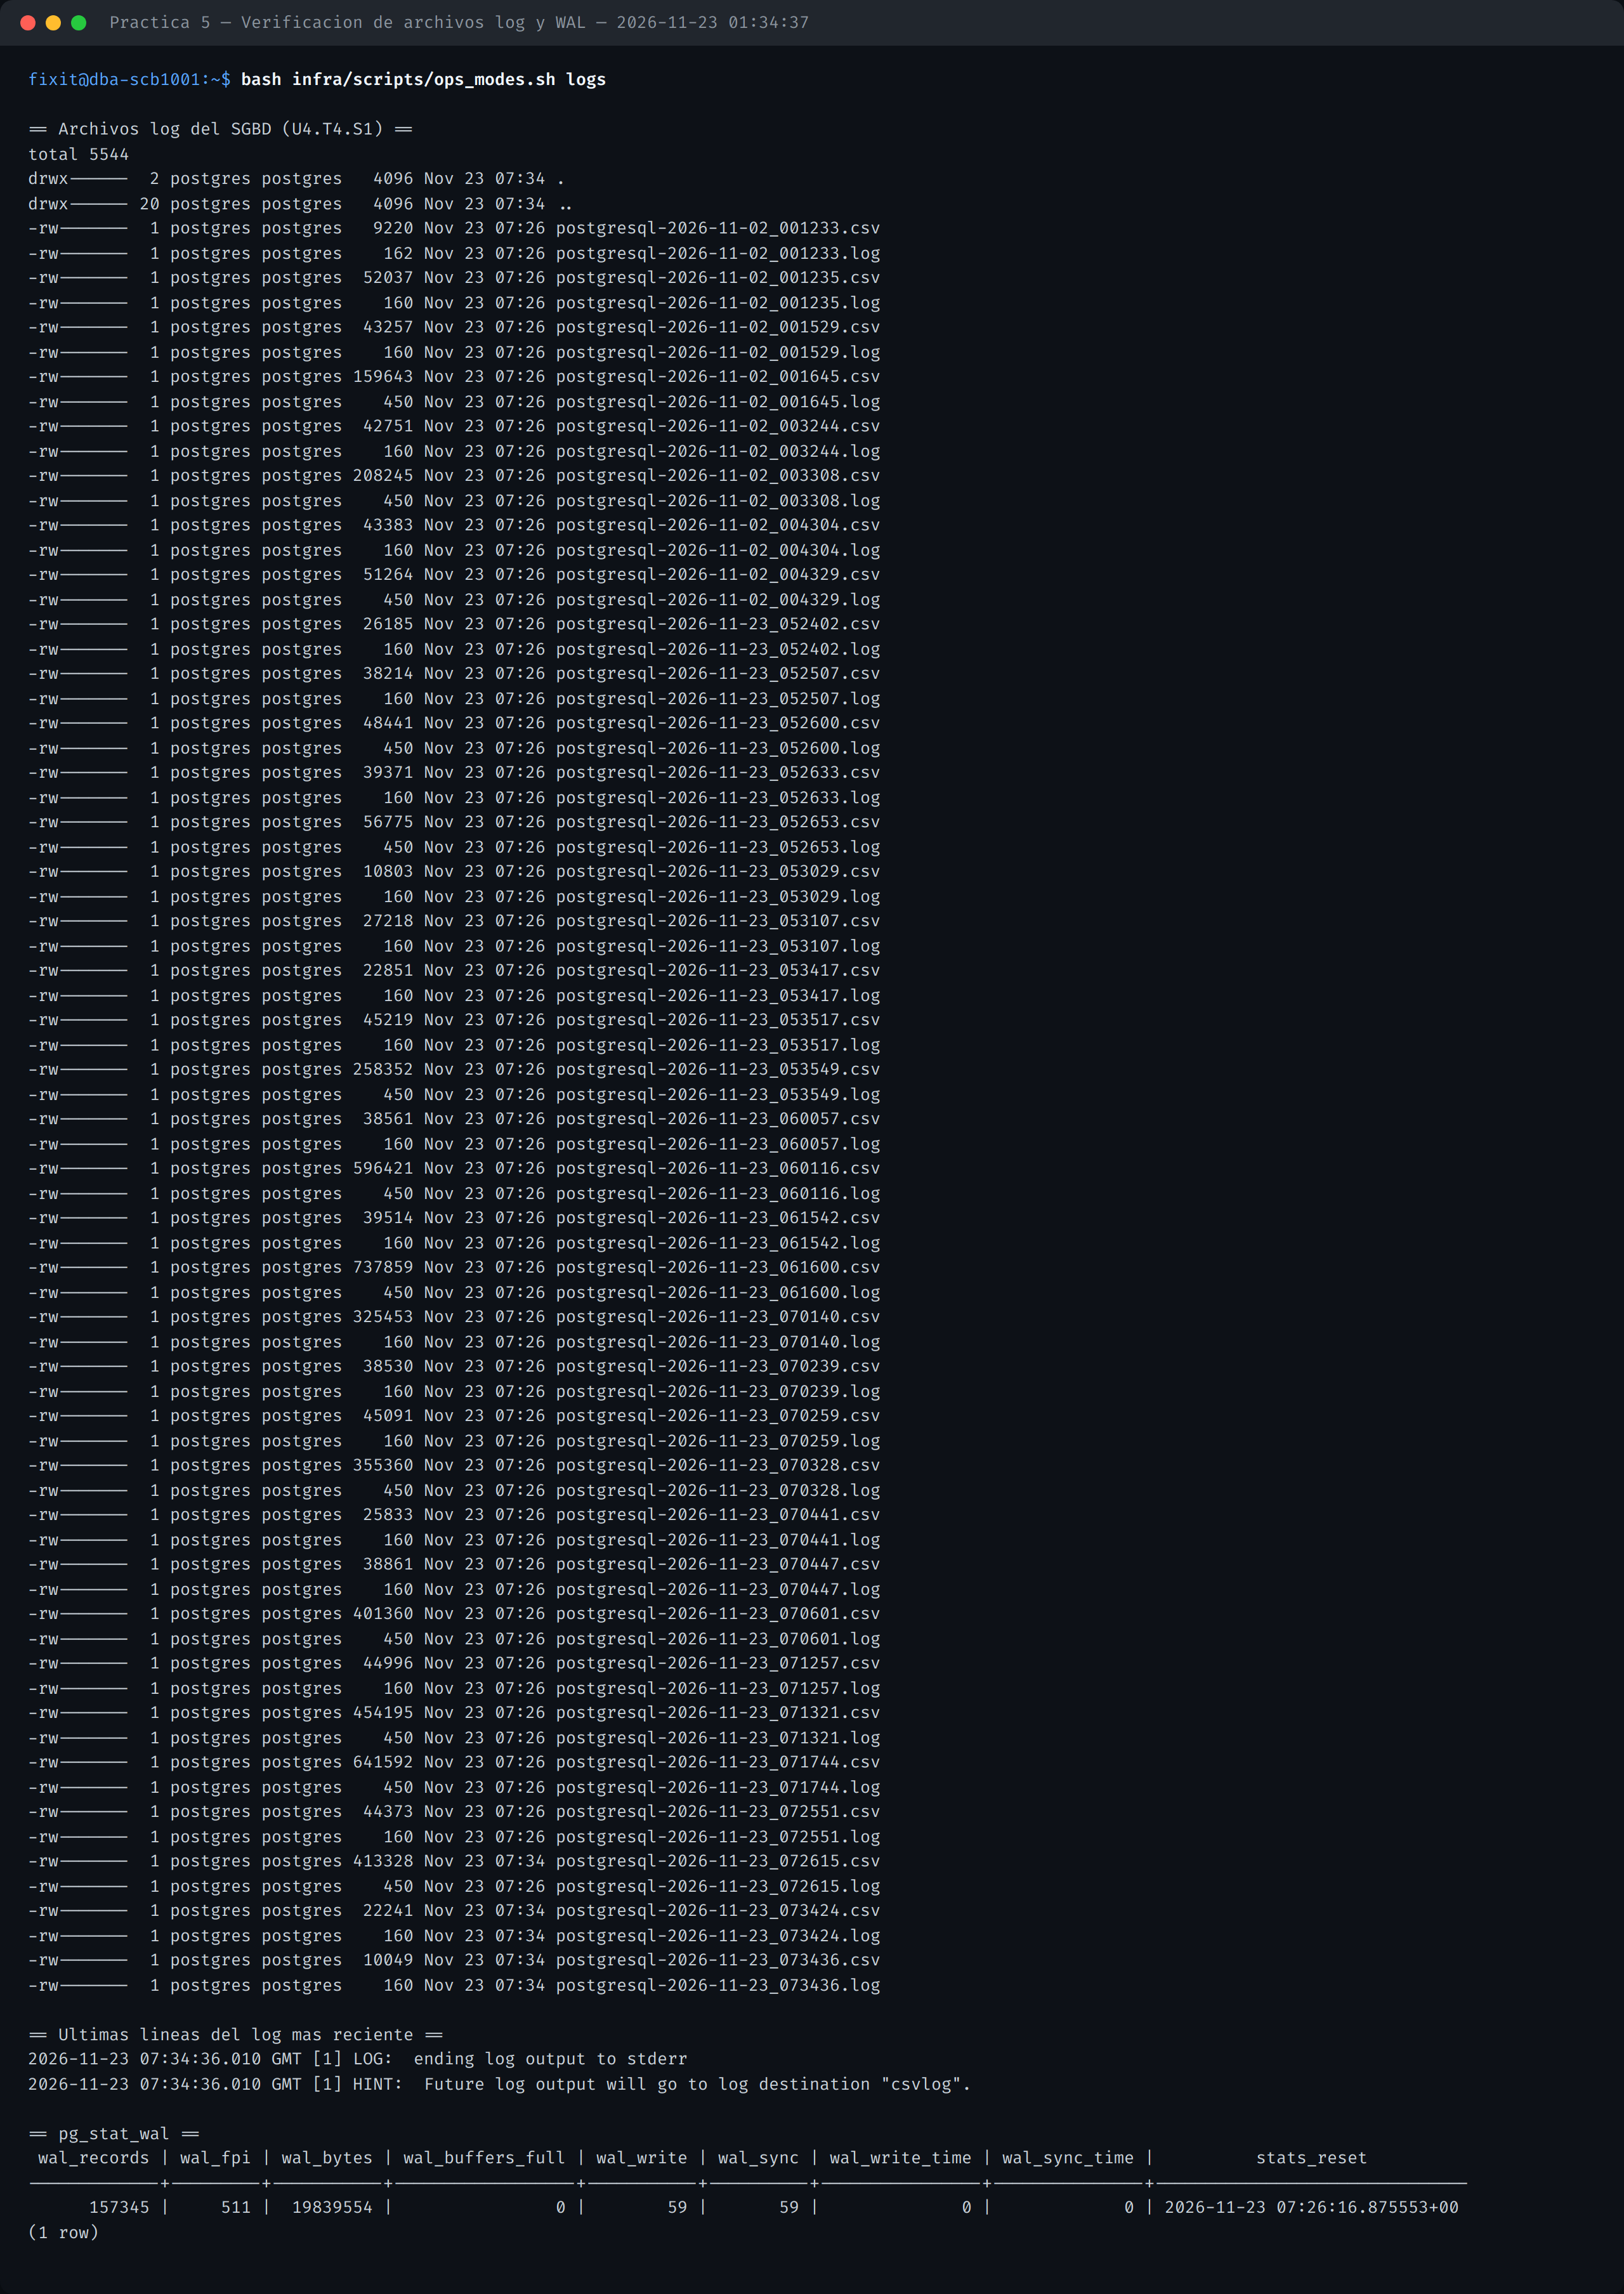 Practica 5 — Verificacion de archivos log y WAL — 2026-11-23 01:34:37
fixit@dba-scb1001:~$ bash infra/scripts/ops_modes.sh logs
== Archivos log del SGBD (U4.T4.S1) ==
total 5544
drwx------  2 postgres postgres   4096 Nov 23 07:34 .
drwx------ 20 postgres postgres   4096 Nov 23 07:34 ..
-rw-------  1 postgres postgres   9220 Nov 23 07:26 postgresql-2026-11-02_001233.csv
-rw-------  1 postgres postgres    162 Nov 23 07:26 postgresql-2026-11-02_001233.log
-rw-------  1 postgres postgres  52037 Nov 23 07:26 postgresql-2026-11-02_001235.csv
-rw-------  1 postgres postgres    160 Nov 23 07:26 postgresql-2026-11-02_001235.log
-rw-------  1 postgres postgres  43257 Nov 23 07:26 postgresql-2026-11-02_001529.csv
-rw-------  1 postgres postgres    160 Nov 23 07:26 postgresql-2026-11-02_001529.log
-rw-------  1 postgres postgres 159643 Nov 23 07:26 postgresql-2026-11-02_001645.csv
-rw-------  1 postgres postgres    450 Nov 23 07:26 postgresql-2026-11-02_001645.log
-rw-------  1 postgres postgres  42751 Nov 23 07:26 postgresql-2026-11-02_003244.csv
-rw-------  1 postgres postgres    160 Nov 23 07:26 postgresql-2026-11-02_003244.log
-rw-------  1 postgres postgres 208245 Nov 23 07:26 postgresql-2026-11-02_003308.csv
-rw-------  1 postgres postgres    450 Nov 23 07:26 postgresql-2026-11-02_003308.log
-rw-------  1 postgres postgres  43383 Nov 23 07:26 postgresql-2026-11-02_004304.csv
-rw-------  1 postgres postgres    160 Nov 23 07:26 postgresql-2026-11-02_004304.log
-rw-------  1 postgres postgres  51264 Nov 23 07:26 postgresql-2026-11-02_004329.csv
-rw-------  1 postgres postgres    450 Nov 23 07:26 postgresql-2026-11-02_004329.log
-rw-------  1 postgres postgres  26185 Nov 23 07:26 postgresql-2026-11-23_052402.csv
-rw-------  1 postgres postgres    160 Nov 23 07:26 postgresql-2026-11-23_052402.log
-rw-------  1 postgres postgres  38214 Nov 23 07:26 postgresql-2026-11-23_052507.csv
-rw-------  1 postgres postgres    160 Nov 23 07:26 postgresql-2026-11-23_052507.log
-rw-------  1 postgres postgres  48441 Nov 23 07:26 postgresql-2026-11-23_052600.csv
-rw-------  1 postgres postgres    450 Nov 23 07:26 postgresql-2026-11-23_052600.log
-rw-------  1 postgres postgres  39371 Nov 23 07:26 postgresql-2026-11-23_052633.csv
-rw-------  1 postgres postgres    160 Nov 23 07:26 postgresql-2026-11-23_052633.log
-rw-------  1 postgres postgres  56775 Nov 23 07:26 postgresql-2026-11-23_052653.csv
-rw-------  1 postgres postgres    450 Nov 23 07:26 postgresql-2026-11-23_052653.log
-rw-------  1 postgres postgres  10803 Nov 23 07:26 postgresql-2026-11-23_053029.csv
-rw-------  1 postgres postgres    160 Nov 23 07:26 postgresql-2026-11-23_053029.log
-rw-------  1 postgres postgres  27218 Nov 23 07:26 postgresql-2026-11-23_053107.csv
-rw-------  1 postgres postgres    160 Nov 23 07:26 postgresql-2026-11-23_053107.log
-rw-------  1 postgres postgres  22851 Nov 23 07:26 postgresql-2026-11-23_053417.csv
-rw-------  1 postgres postgres    160 Nov 23 07:26 postgresql-2026-11-23_053417.log
-rw-------  1 postgres postgres  45219 Nov 23 07:26 postgresql-2026-11-23_053517.csv
-rw-------  1 postgres postgres    160 Nov 23 07:26 postgresql-2026-11-23_053517.log
-rw-------  1 postgres postgres 258352 Nov 23 07:26 postgresql-2026-11-23_053549.csv
-rw-------  1 postgres postgres    450 Nov 23 07:26 postgresql-2026-11-23_053549.log
-rw-------  1 postgres postgres  38561 Nov 23 07:26 postgresql-2026-11-23_060057.csv
-rw-------  1 postgres postgres    160 Nov 23 07:26 postgresql-2026-11-23_060057.log
-rw-------  1 postgres postgres 596421 Nov 23 07:26 postgresql-2026-11-23_060116.csv
-rw-------  1 postgres postgres    450 Nov 23 07:26 postgresql-2026-11-23_060116.log
-rw-------  1 postgres postgres  39514 Nov 23 07:26 postgresql-2026-11-23_061542.csv
-rw-------  1 postgres postgres    160 Nov 23 07:26 postgresql-2026-11-23_061542.log
-rw-------  1 postgres postgres 737859 Nov 23 07:26 postgresql-2026-11-23_061600.csv
-rw-------  1 postgres postgres    450 Nov 23 07:26 postgresql-2026-11-23_061600.log
-rw-------  1 postgres postgres 325453 Nov 23 07:26 postgresql-2026-11-23_070140.csv
-rw-------  1 postgres postgres    160 Nov 23 07:26 postgresql-2026-11-23_070140.log
-rw-------  1 postgres postgres  38530 Nov 23 07:26 postgresql-2026-11-23_070239.csv
-rw-------  1 postgres postgres    160 Nov 23 07:26 postgresql-2026-11-23_070239.log
-rw-------  1 postgres postgres  45091 Nov 23 07:26 postgresql-2026-11-23_070259.csv
-rw-------  1 postgres postgres    160 Nov 23 07:26 postgresql-2026-11-23_070259.log
-rw-------  1 postgres postgres 355360 Nov 23 07:26 postgresql-2026-11-23_070328.csv
-rw-------  1 postgres postgres    450 Nov 23 07:26 postgresql-2026-11-23_070328.log
-rw-------  1 postgres postgres  25833 Nov 23 07:26 postgresql-2026-11-23_070441.csv
-rw-------  1 postgres postgres    160 Nov 23 07:26 postgresql-2026-11-23_070441.log
-rw-------  1 postgres postgres  38861 Nov 23 07:26 postgresql-2026-11-23_070447.csv
-rw-------  1 postgres postgres    160 Nov 23 07:26 postgresql-2026-11-23_070447.log
-rw-------  1 postgres postgres 401360 Nov 23 07:26 postgresql-2026-11-23_070601.csv
-rw-------  1 postgres postgres    450 Nov 23 07:26 postgresql-2026-11-23_070601.log
-rw-------  1 postgres postgres  44996 Nov 23 07:26 postgresql-2026-11-23_071257.csv
-rw-------  1 postgres postgres    160 Nov 23 07:26 postgresql-2026-11-23_071257.log
-rw-------  1 postgres postgres 454195 Nov 23 07:26 postgresql-2026-11-23_071321.csv
-rw-------  1 postgres postgres    450 Nov 23 07:26 postgresql-2026-11-23_071321.log
-rw-------  1 postgres postgres 641592 Nov 23 07:26 postgresql-2026-11-23_071744.csv
-rw-------  1 postgres postgres    450 Nov 23 07:26 postgresql-2026-11-23_071744.log
-rw-------  1 postgres postgres  44373 Nov 23 07:26 postgresql-2026-11-23_072551.csv
-rw-------  1 postgres postgres    160 Nov 23 07:26 postgresql-2026-11-23_072551.log
-rw-------  1 postgres postgres 413328 Nov 23 07:34 postgresql-2026-11-23_072615.csv
-rw-------  1 postgres postgres    450 Nov 23 07:26 postgresql-2026-11-23_072615.log
-rw-------  1 postgres postgres  22241 Nov 23 07:34 postgresql-2026-11-23_073424.csv
-rw-------  1 postgres postgres    160 Nov 23 07:34 postgresql-2026-11-23_073424.log
-rw-------  1 postgres postgres  10049 Nov 23 07:34 postgresql-2026-11-23_073436.csv
-rw-------  1 postgres postgres    160 Nov 23 07:34 postgresql-2026-11-23_073436.log
== Ultimas lineas del log mas reciente ==
2026-11-23 07:34:36.010 GMT [1] LOG:  ending log output to stderr
2026-11-23 07:34:36.010 GMT [1] HINT:  Future log output will go to log destination "csvlog".
== pg_stat_wal ==
wal_records | wal_fpi | wal_bytes | wal_buffers_full | wal_write | wal_sync | wal_write_time | wal_sync_time |          stats_reset
-------------+---------+-----------+------------------+-----------+----------+----------------+---------------+-------------------------------
157345 |     511 |  19839554 |                0 |        59 |       59 |              0 |             0 | 2026-11-23 07:26:16.875553+00
(1 row)